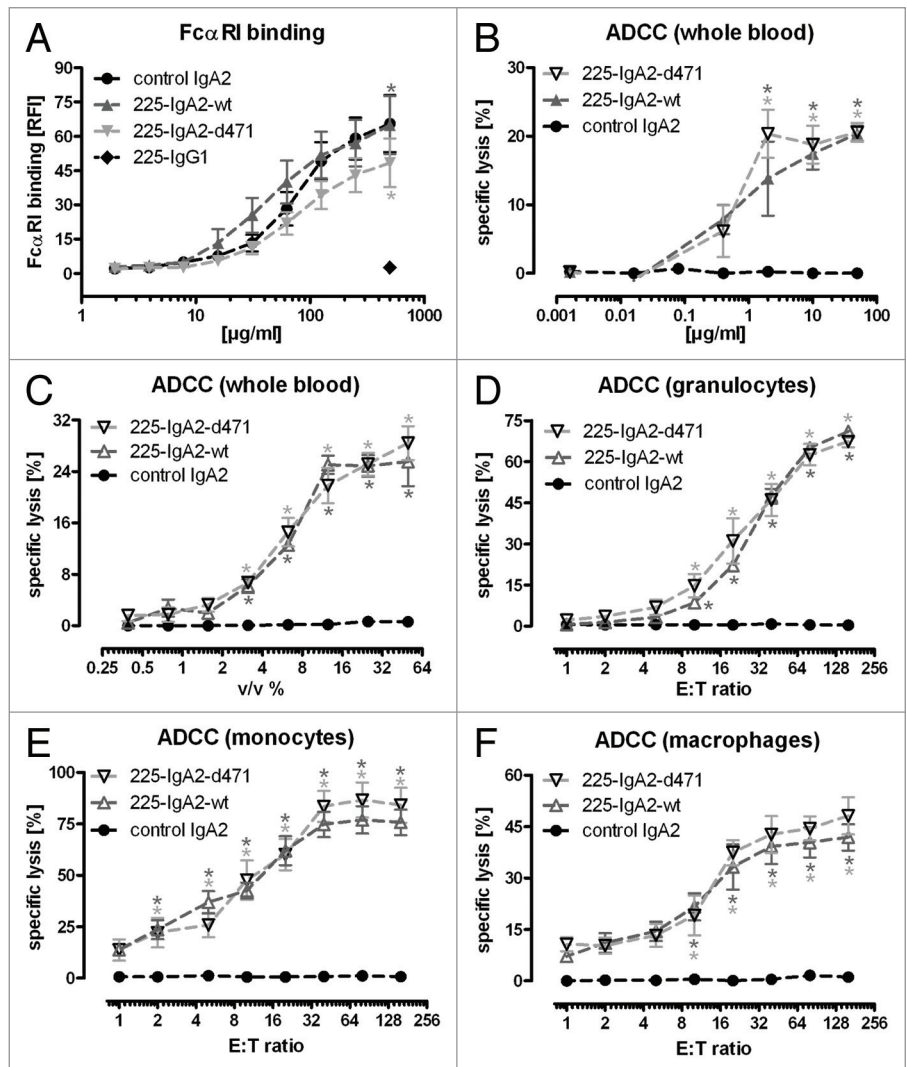 A
FcαRI binding
FcαRI binding [RFI]
90
75
60
45
30
15
0
control IgA2
225-IgA2-wt
225-IgA2-d471
225-IgG1
*
*
1 10 100 1000
[µg/ml]
B
ADCC (whole blood)
specific lysis [%]
30
20
10
0
225-IgA2-d471
225-IgA2-wt
control IgA2
* * *
* * *
0.001 0.01 0.1 1 10 100
[µg/ml]
C
ADCC (whole blood)
specific lysis [%]
32
24
16
8
0
225-IgA2-d471
225-IgA2-wt
control IgA2
* * * * *
* * * * *
0.25 0.5 1 2 4 8 16 32 64
v/v %
D
ADCC (granulocytes)
specific lysis [%]
75
60
45
30
15
0
225-IgA2-d471
225-IgA2-wt
control IgA2
* * * * *
* * * * *
1 2 4 8 16 32 64 128 256
E:T ratio
E
ADCC (monocytes)
specific lysis [%]
100
75
50
25
0
225-IgA2-d471
225-IgA2-wt
control IgA2
* * * * * * *
* * * * * * *
1 2 4 8 16 32 64 128 256
E:T ratio
F
ADCC (macrophages)
specific lysis [%]
60
45
30
15
0
225-IgA2-d471
225-IgA2-wt
control IgA2
* * * * *
* * * * *
1 2 4 8 16 32 64 128 256
E:T ratio